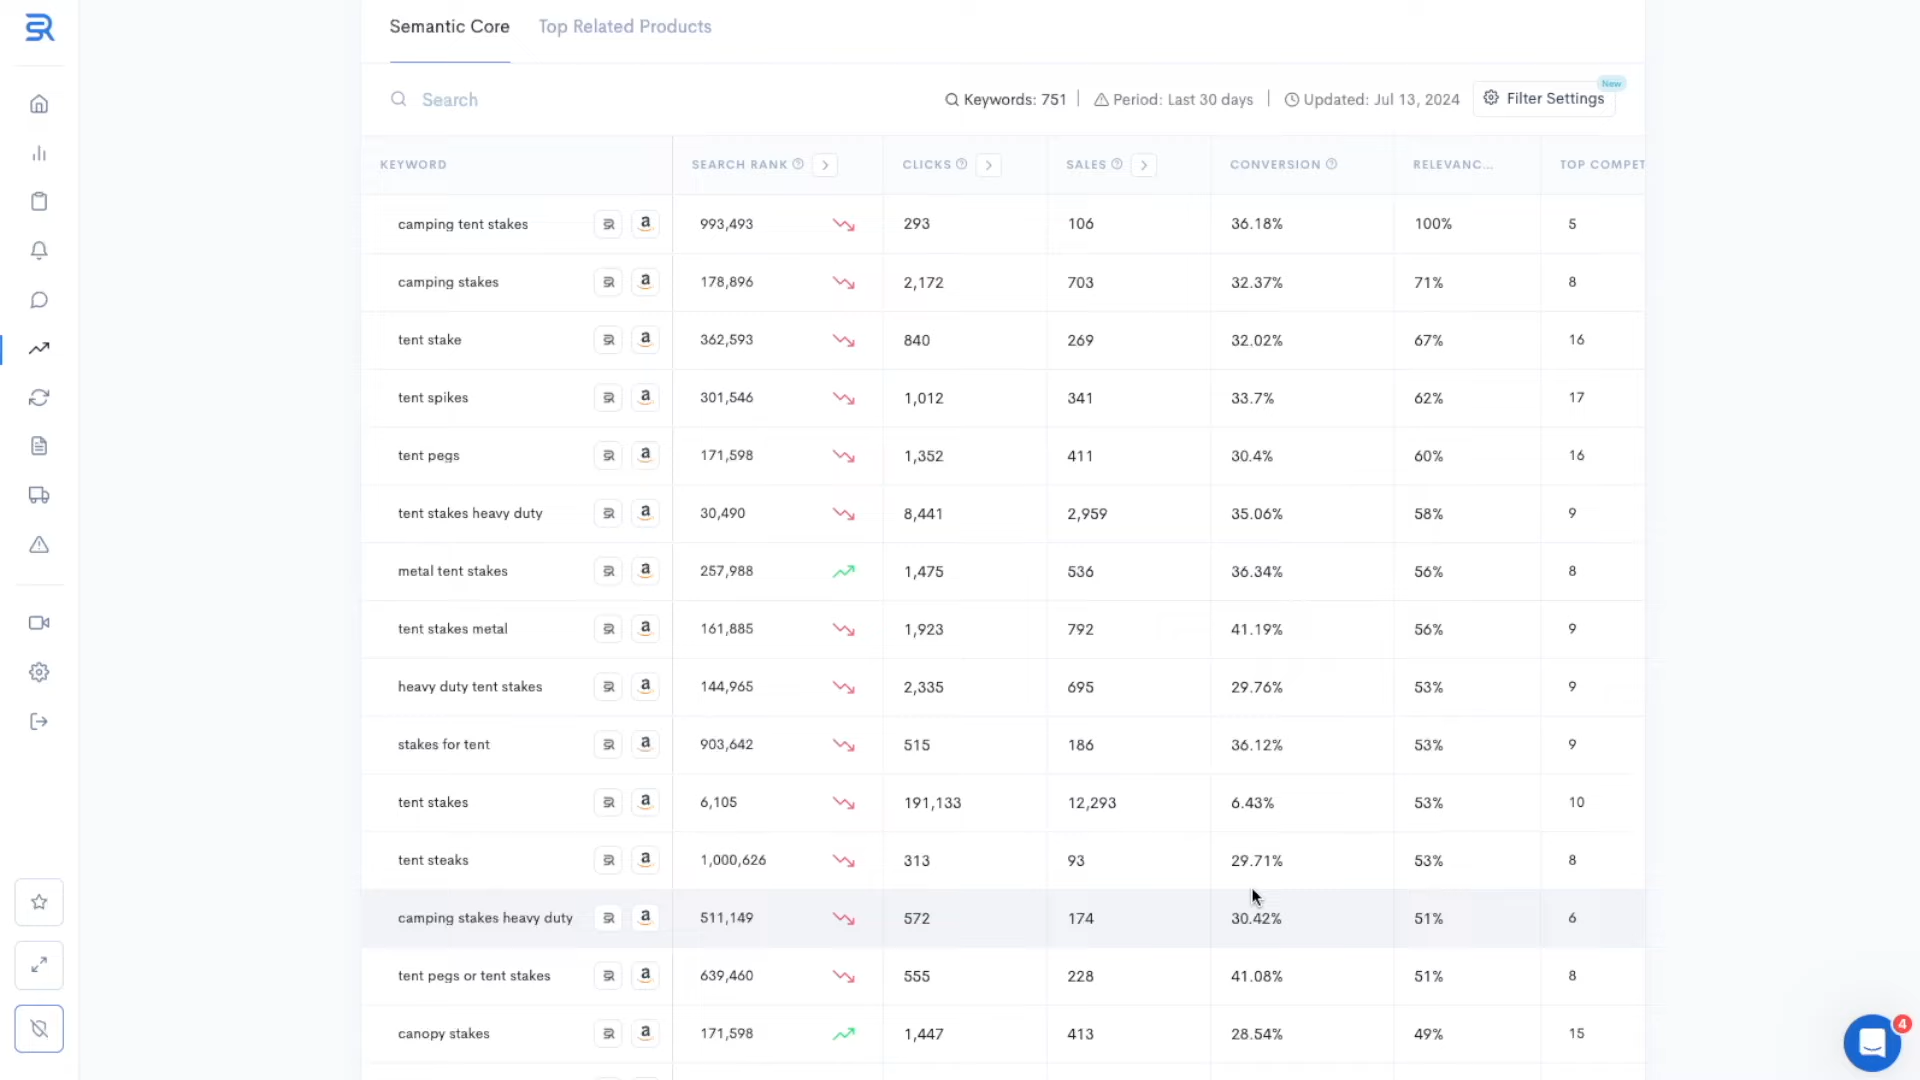 Semantic Core Top Related Products
Search Keywords: 751 Period: Last 30 days Updated: Jul 13, 2024 Filter Settings New
KEYWORD SEARCH RANK CLICKS SALES CONVERSION RELEVANC... TOP COMPET
camping tent stakes 993,493 293 106 36.18% 100% 5
camping stakes 178,896 2,172 703 32.37% 71% 8
tent stake 362,593 840 269 32.02% 67% 16
tent spikes 301,546 1,012 341 33.7% 62% 17
tent pegs 171,598 1,352 411 30.4% 60% 16
tent stakes heavy duty 30,490 8,441 2,959 35.06% 58% 9
metal tent stakes 257,988 1,475 536 36.34% 56% 8
tent stakes metal 161,885 1,923 792 41.19% 56% 9
heavy duty tent stakes 144,965 2,335 695 29.76% 53% 9
stakes for tent 903,642 515 186 36.12% 53% 9
tent stakes 6,105 191,133 12,293 6.43% 53% 10
tent steaks 1,000,626 313 93 29.71% 53% 8
camping stakes heavy duty 511,149 572 174 30.42% 51% 6
tent pegs or tent stakes 639,460 555 228 41.08% 51% 8
canopy stakes 171,598 1,447 413 28.54% 49% 15
4